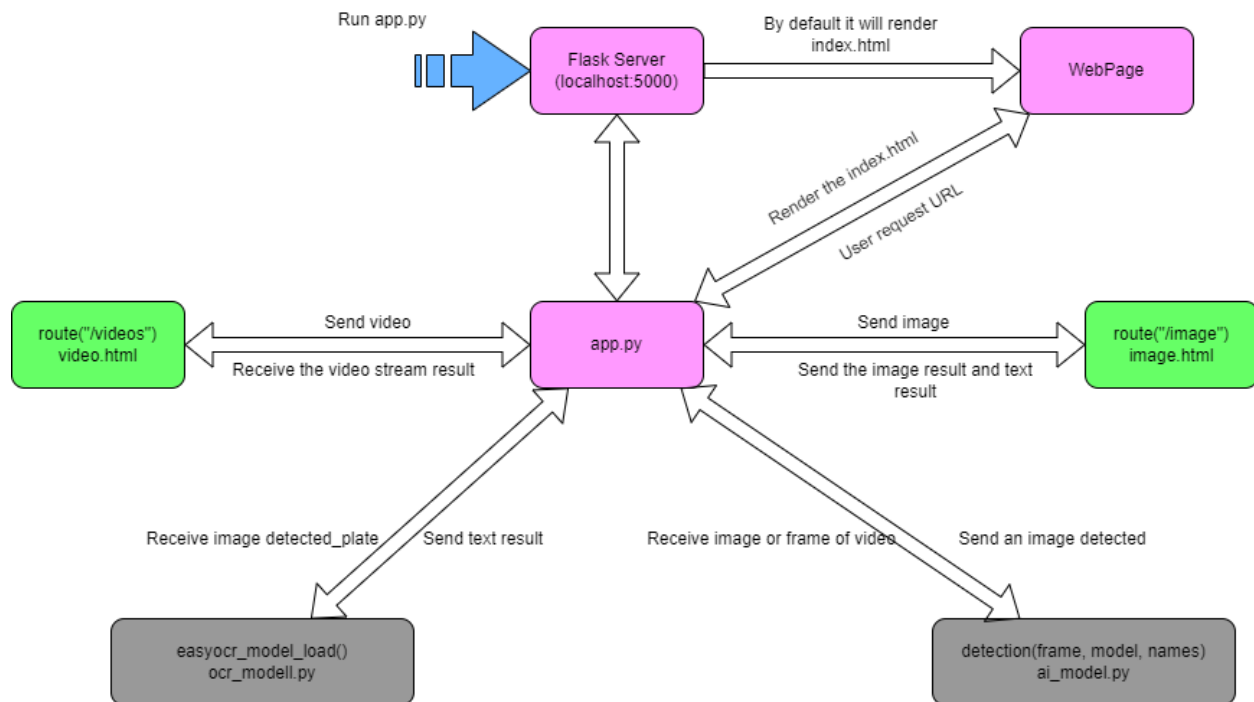 Run app.py
Flask Server
(localhost:5000)
By default it will render
index.html
WebPage
Render the index.html
User request URL
route("/videos")
video.html
Send video
Receive the video stream result
app.py
Send image
Send the image result and text
result
route("/image")
image.html
Receive image detected_plate
Send text result
Receive image or frame of video
Send an image detected
easyocr_model_load()
ocr_modell.py
detection(frame, model, names)
ai_model.py